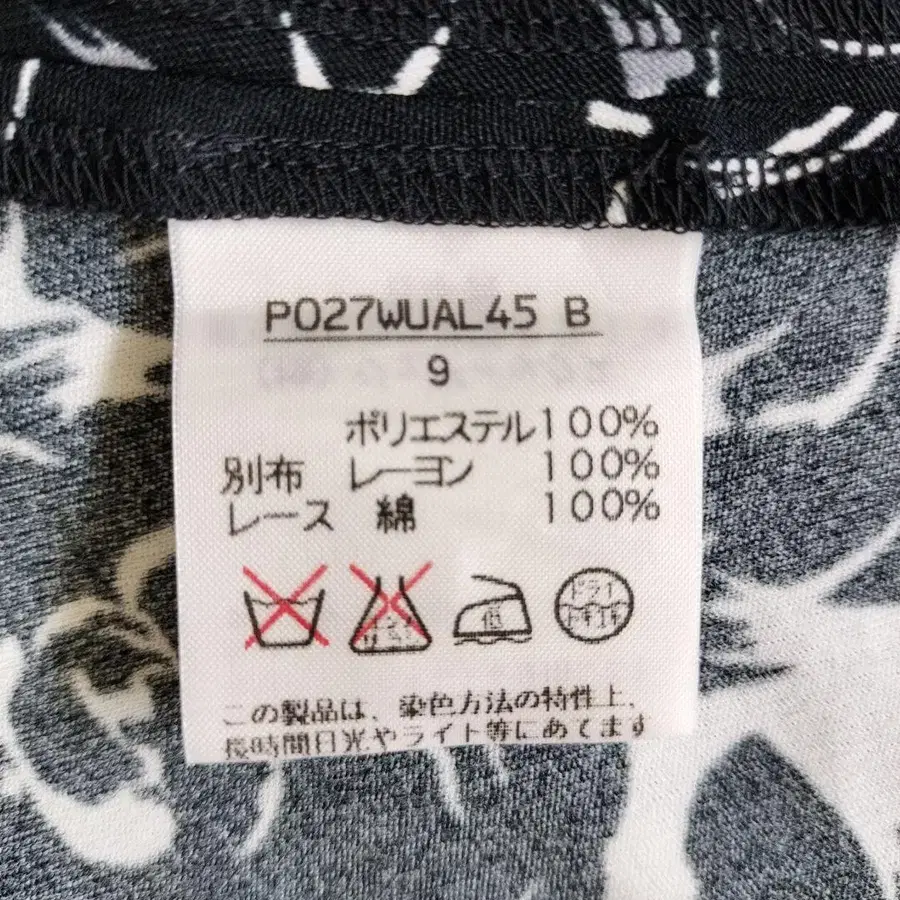 P027WUAL45 B
9
ポリエステル100%
別布 レーヨン 100%
レース 綿 100%
低 ドライ
この製品は、染色方法の特性上、
長時間日光やライト等にあてます